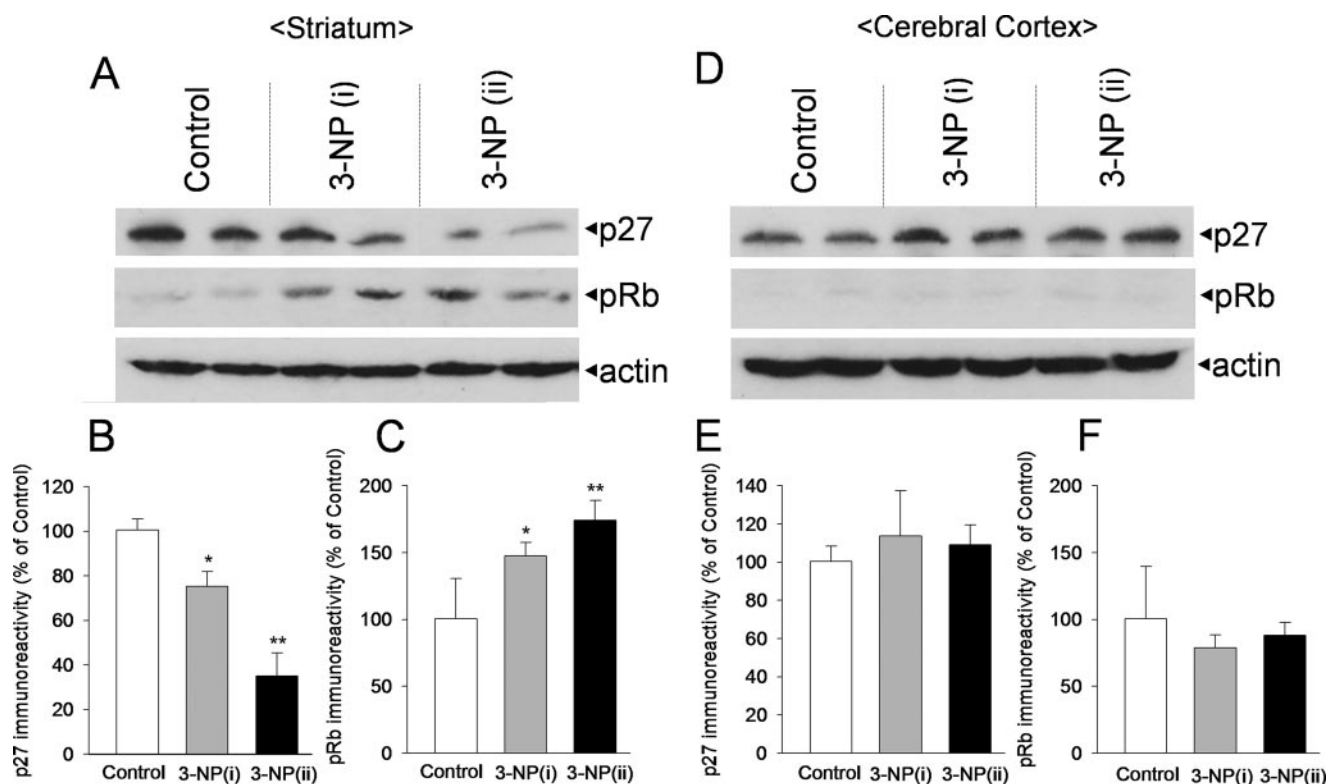 <Striatum>
A
Control
3-NP (i)
3-NP (ii)
◄p27
◄pRb
◄actin
B
p27 immunoreactivity (% of Control)
120
100
80
60
40
20
0
*
**
Control 3-NP(i) 3-NP(ii)
C
pRb immunoreactivity (% of Control)
200
150
100
50
0
*
**
Control 3-NP(i) 3-NP(ii)
<Cerebral Cortex>
D
Control
3-NP (i)
3-NP (ii)
◄p27
◄pRb
◄actin
E
p27 immunoreactivity (% of Control)
140
120
100
80
60
40
20
0
Control 3-NP(i) 3-NP(ii)
F
pRb immunoreactivity (% of Control)
200
150
100
50
0
Control 3-NP(i) 3-NP(ii)